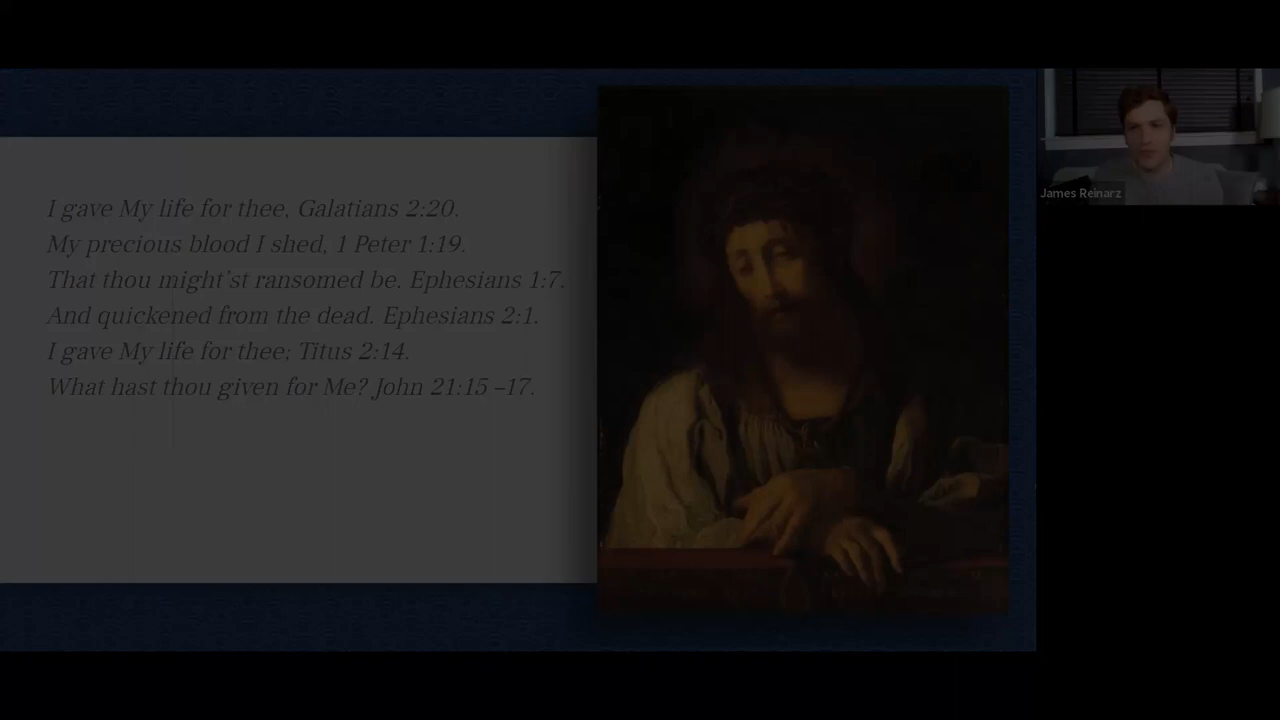 I gave My life for thee, Galatians 2:20.
My precious blood I shed, 1 Peter 1:19.
That thou might'st ransomed be. Ephesians 1:7.
And quickened from the dead. Ephesians 2:1.
I gave My life for thee; Titus 2:14.
What hast thou given for Me? John 21:15 –17.
James Reinarz